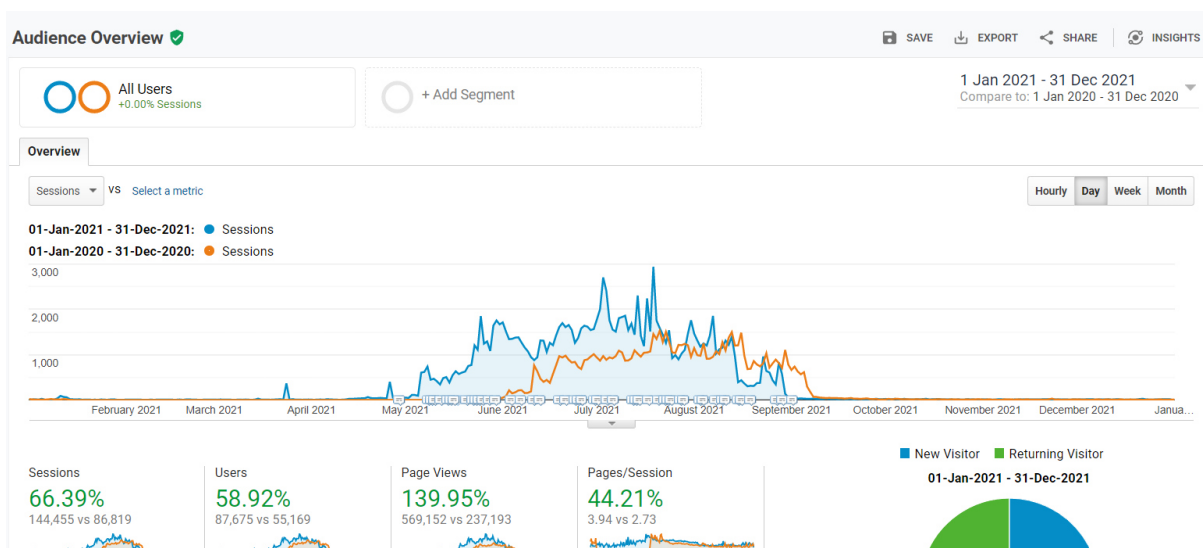 Audience Overview
SAVE EXPORT SHARE INSIGHTS
All Users
+0.00% Sessions
+ Add Segment
1 Jan 2021 - 31 Dec 2021
Compare to: 1 Jan 2020 - 31 Dec 2020
Overview
Sessions VS Select a metric
Hourly Day Week Month
01-Jan-2021 - 31-Dec-2021: Sessions
01-Jan-2020 - 31-Dec-2020: Sessions
3,000
2,000
1,000
February 2021 March 2021 April 2021 May 2021 June 2021 July 2021 August 2021 September 2021 October 2021 November 2021 December 2021 Janua...
New Visitor Returning Visitor
01-Jan-2021 - 31-Dec-2021
Sessions
66.39%
144,455 vs 86,819
Users
58.92%
87,675 vs 55,169
Page Views
139.95%
569,152 vs 237,193
Pages/Session
44.21%
3.94 vs 2.73